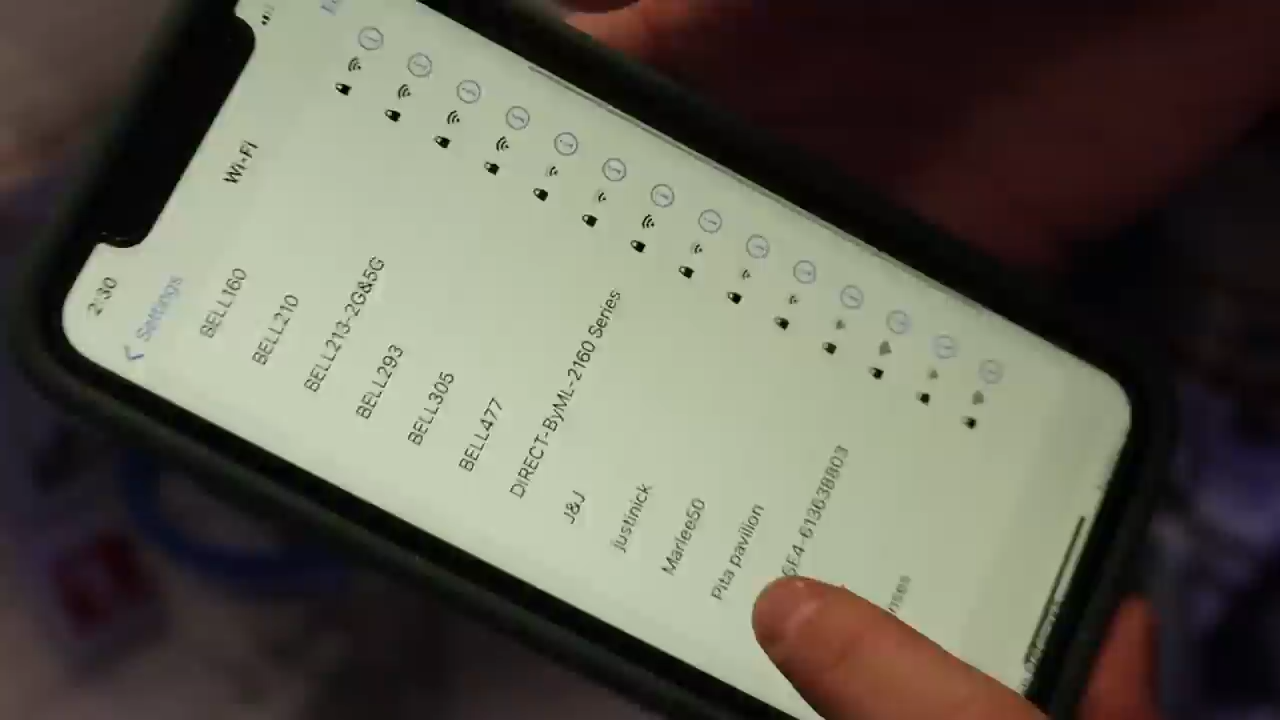 2:30
Settings
Wi-Fi
BELL160
BELL210
BELL213-2G&5G
BELL293
BELL305
BELL477
DIRECT-ByML-2160 Series
J&J
justinick
Marlee50
Pita pavilion